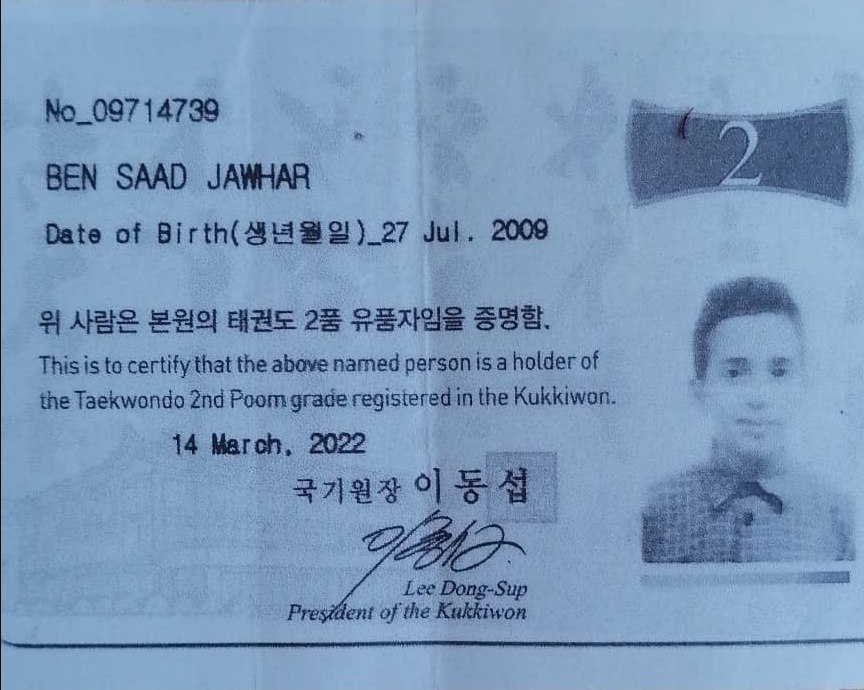 No_09714739
2
BEN SAAD JAWHAR
Date of Birth(생년월일)_27 Jul. 2009
위 사람은 본원의 태권도 2품 유품자임을 증명함.
This is to certify that the above named person is a holder of
the Taekwondo 2nd Poom grade registered in the Kukkiwon.
14 March, 2022
국기원장 이동섭
Lee Dong-Sup
President of the Kukkiwon